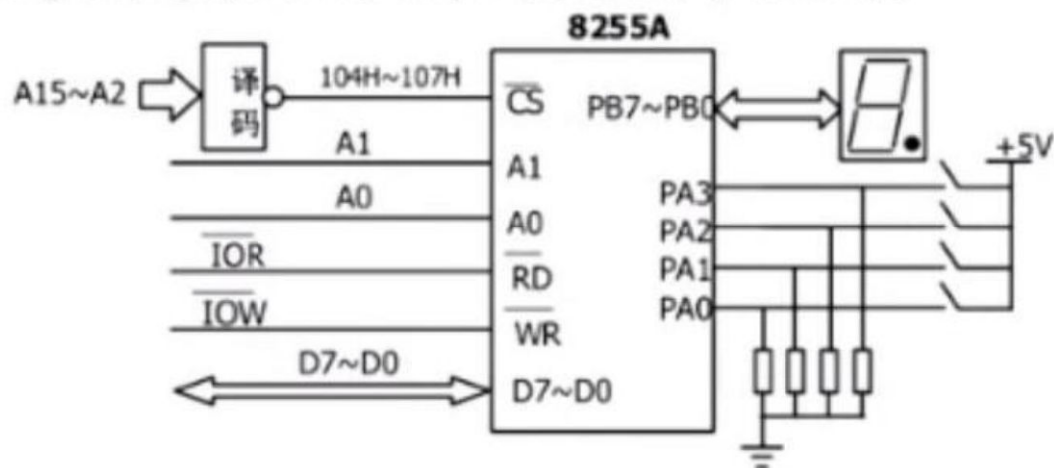 8255A
A15~A2
译码
104H~107H
CS
PB7~PB0
A1
A1
+5V
A0
A0
PA3
PA2
IOR
RD
PA1
IOW
WR
PA0
D7~D0
D7~D0